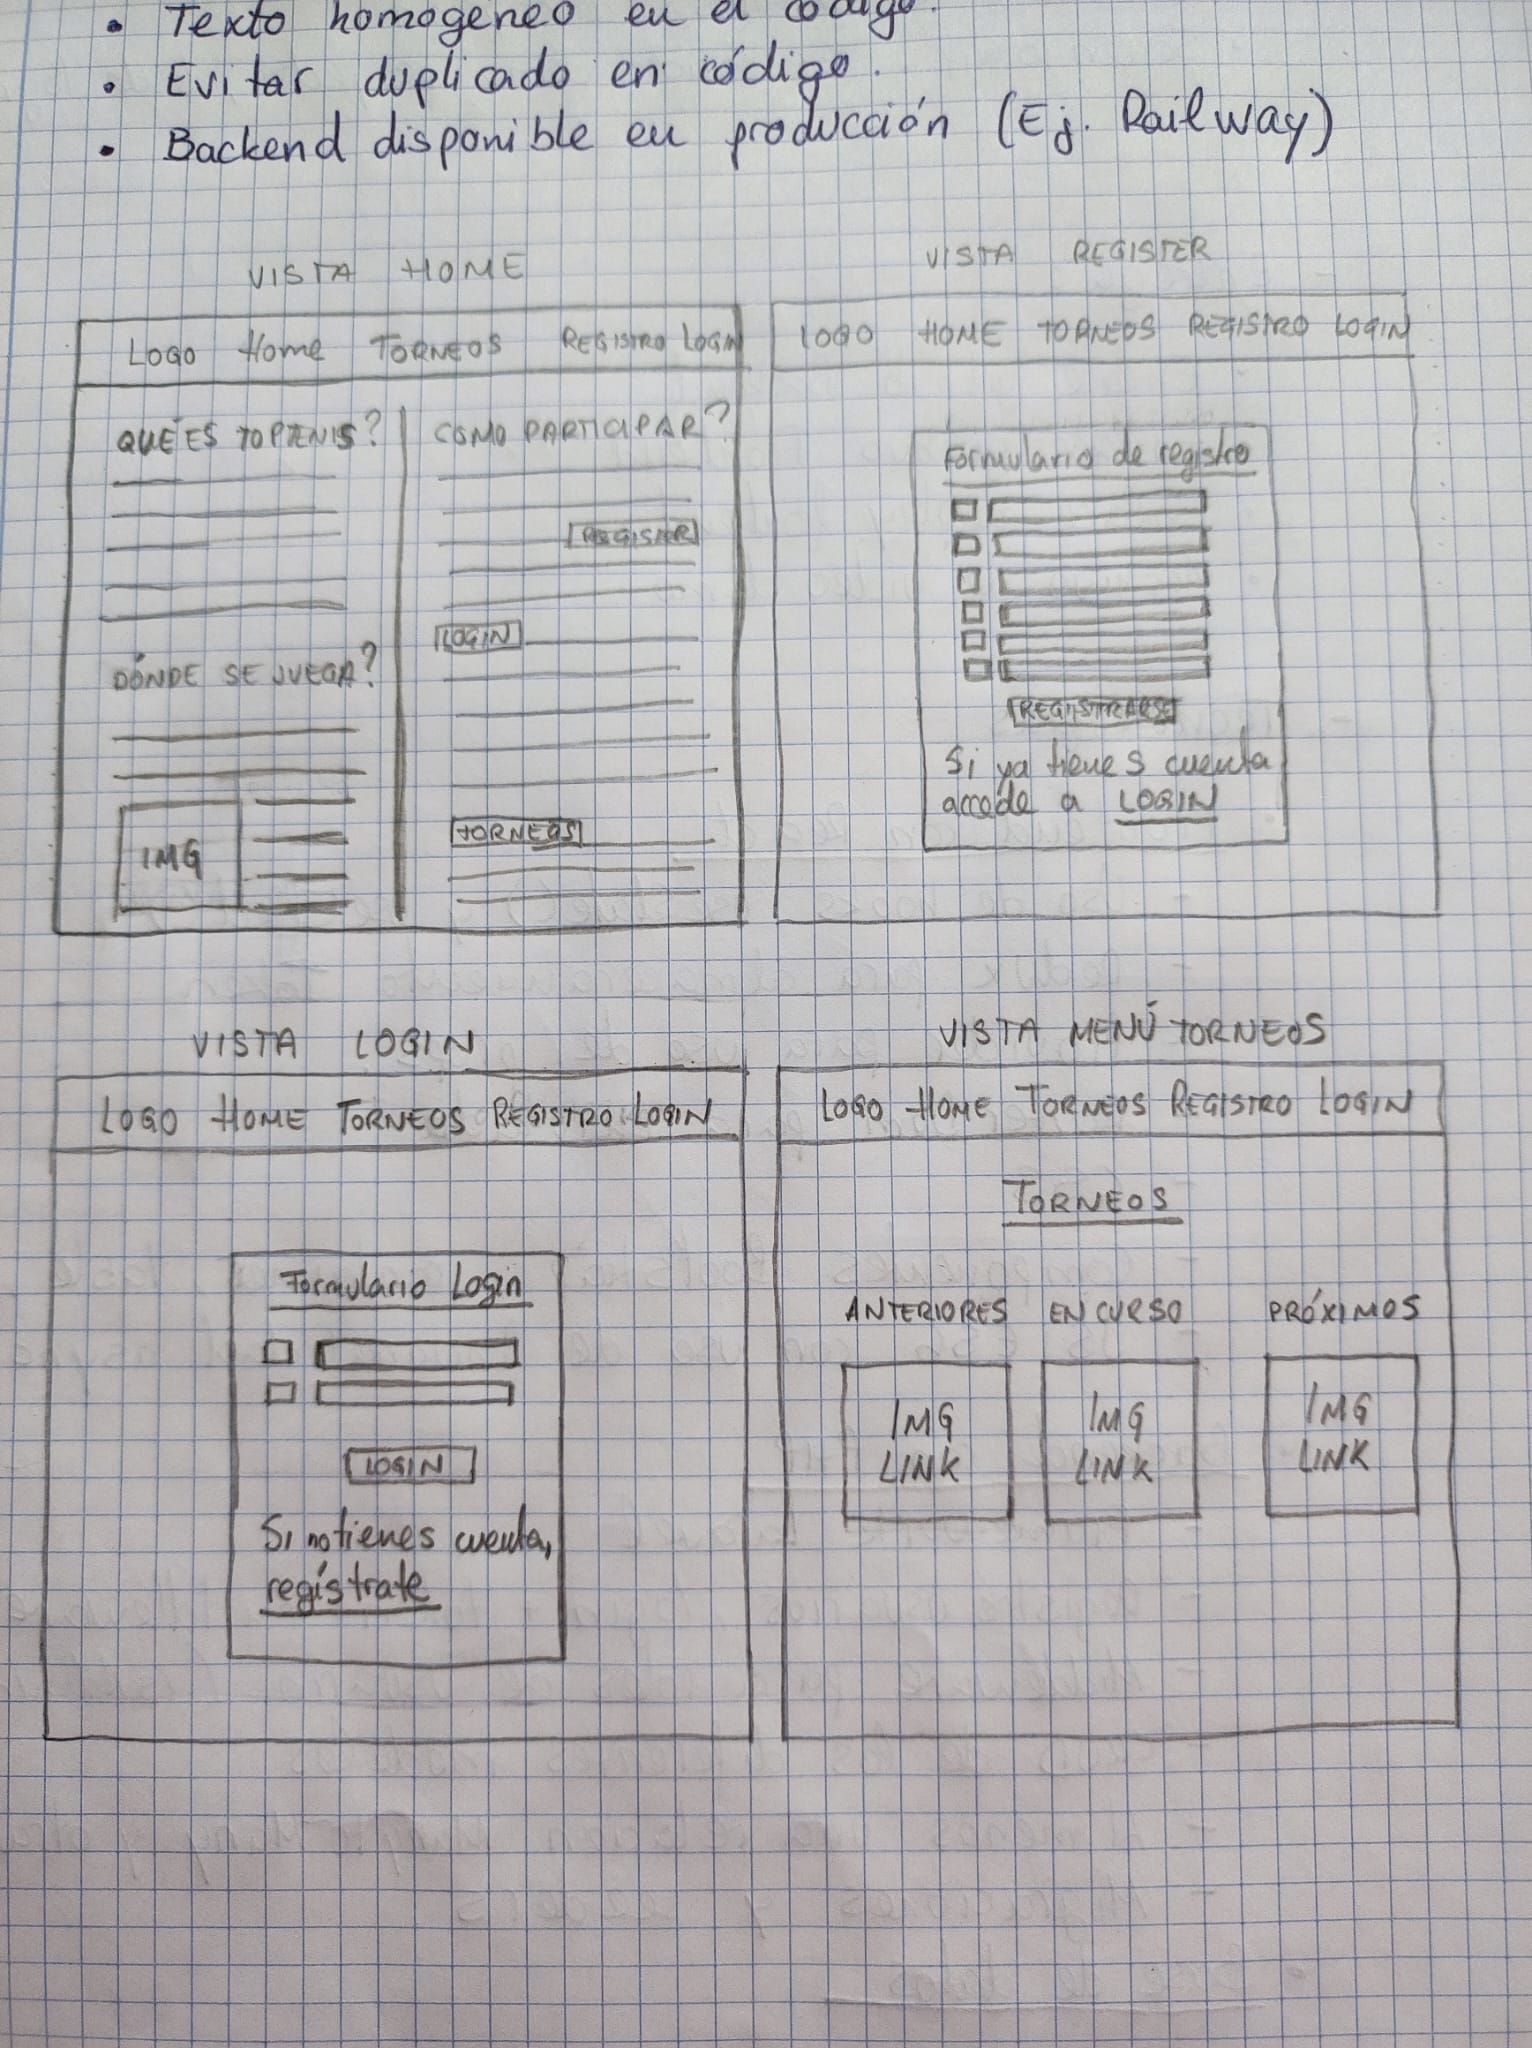 • Texto homogéneo en el código.
• Evitar duplicado en código.
• Backend disponible en producción (Ej. Railway)
VISTA HOME
LOGO Home TORNEOS REGISTRO LOGIN
QUÉ ES TOPTENIS?
DÓNDE SE JUEGA?
IMG
COMO PARTICIPAR?
REGISTER
LOGIN
TORNEOS
VISTA REGISTER
LOGO HOME TORNEOS REGISTRO LOGIN
Formulario de registro
REGISTRARSE
Si ya tienes cuenta
accede a LOGIN
VISTA LOGIN
LOGO HOME TORNEOS REGISTRO LOGIN
Formulario Login
LOGIN
Si no tienes cuenta,
regístrate
VISTA MENÚ TORNEOS
LOGO HOME TORNEOS REGISTRO LOGIN
TORNEOS
ANTERIORES EN CURSO PRÓXIMOS
IMG IMG IMG
LINK LINK LINK